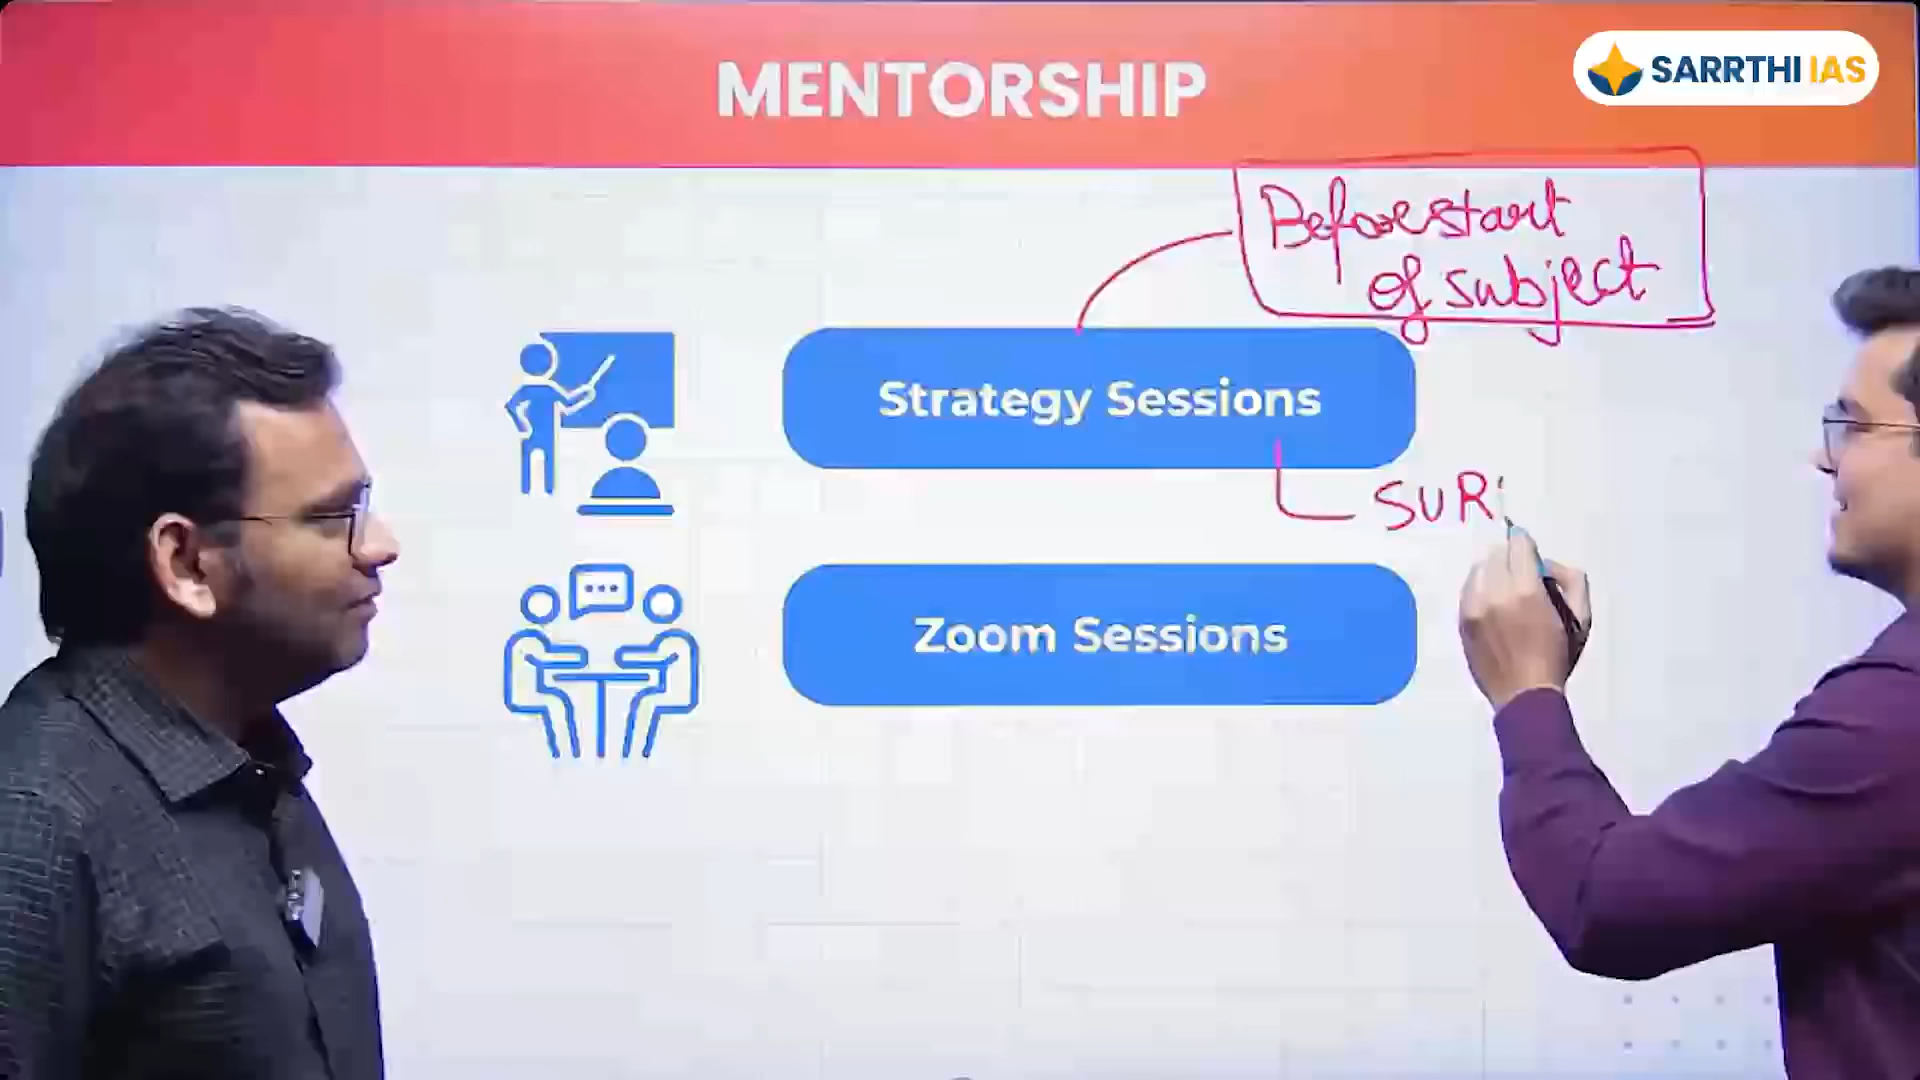 MENTORSHIP
SARRTHI IAS
Before start
of subject
Strategy Sessions
SUR
Zoom Sessions